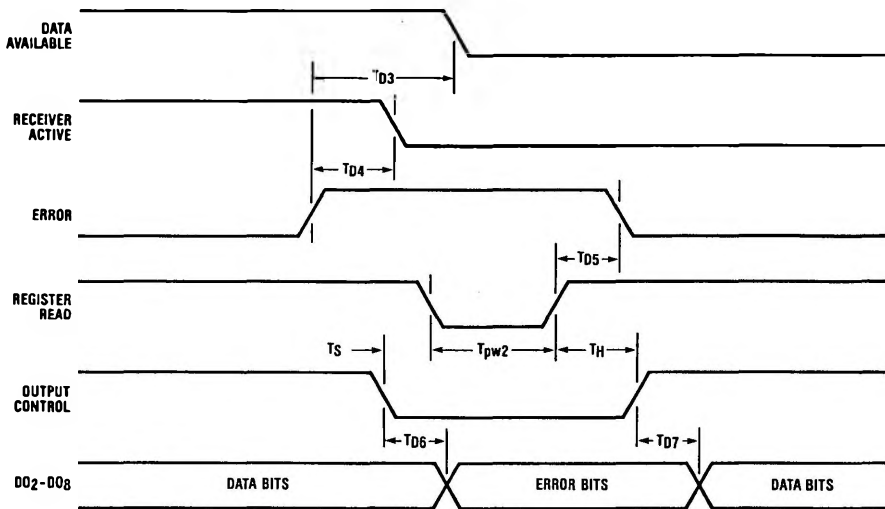 DATA
AVAILABLE
TD3
RECEIVER
ACTIVE
TD4
ERROR
TD5
REGISTER
READ
TS
Tpw2
TH
OUTPUT
CONTROL
TD6
TD7
DO2-DO8
DATA BITS
ERROR BITS
DATA BITS